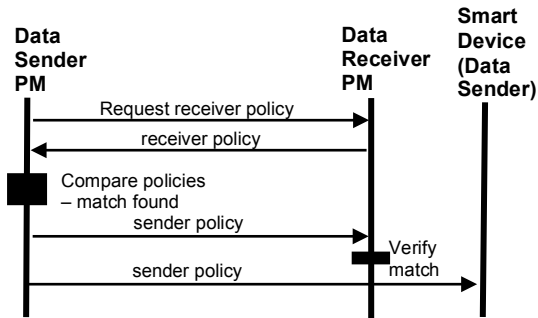 Data
Sender
PM
Data
Receiver
PM
Smart
Device
(Data
Sender)
Request receiver policy
receiver policy
Compare policies
– match found
sender policy
Verify
match
sender policy